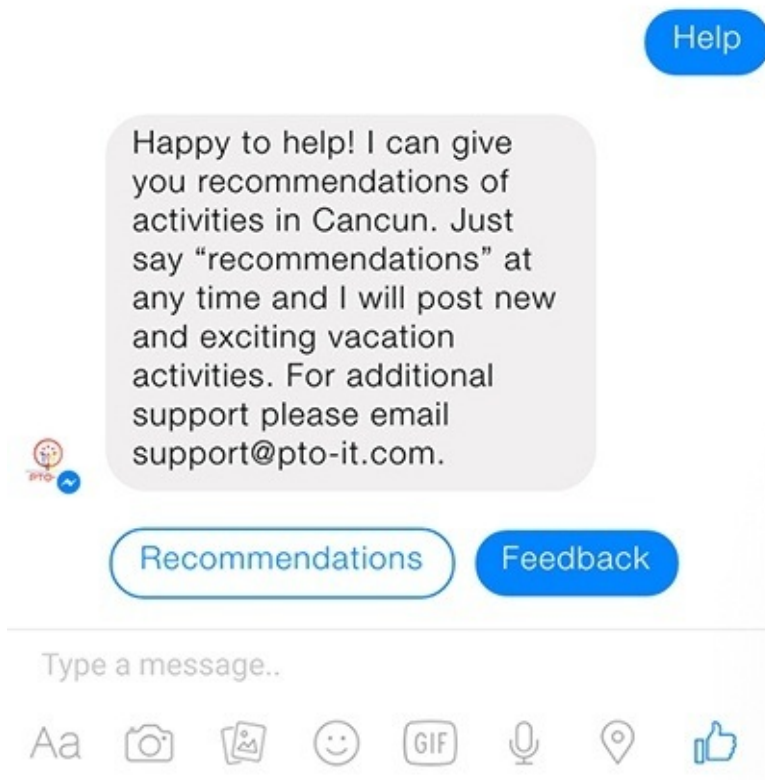 Help
Happy to help! I can give
you recommendations of
activities in Cancun. Just
say “recommendations” at
any time and I will post new
and exciting vacation
activities. For additional
support please email
support@pto-it.com.
PTO-
Recommendations
Feedback
Type a message..
Aa
GIF